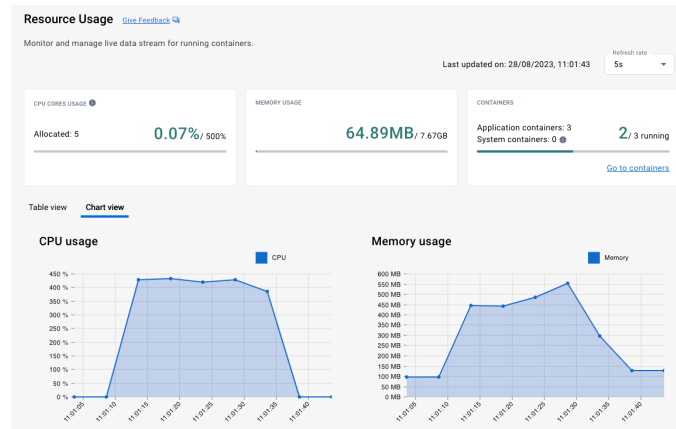 Resource Usage Give Feedback
Monitor and manage live data stream for running containers.
Last updated on: 28/08/2023, 11:01:43
Refresh rate
5s
CPU CORES USAGE
Allocated: 5
0.07% / 500%
MEMORY USAGE
64.89MB / 7.67GB
CONTAINERS
Application containers: 3
System containers: 0
2 / 3 running
Go to containers
Table view Chart view
CPU usage
CPU
450 %
400 %
350 %
300 %
250 %
200 %
150 %
100 %
50 %
0 %
11:01:05 11:01:10 11:01:15 11:01:20 11:01:25 11:01:30 11:01:35 11:01:40
Memory usage
Memory
600 MB
550 MB
500 MB
450 MB
400 MB
350 MB
300 MB
250 MB
200 MB
150 MB
100 MB
50 MB
0 MB
11:01:05 11:01:10 11:01:15 11:01:20 11:01:25 11:01:30 11:01:35 11:01:40